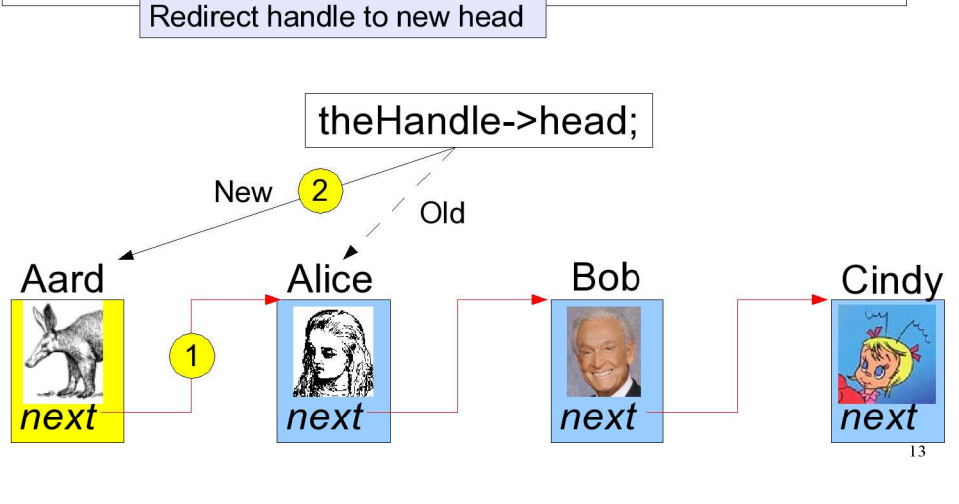 Redirect handle to new head
theHandle->head;
New 2
Old
Aard Alice Bob Cindy
1
next next next next
13